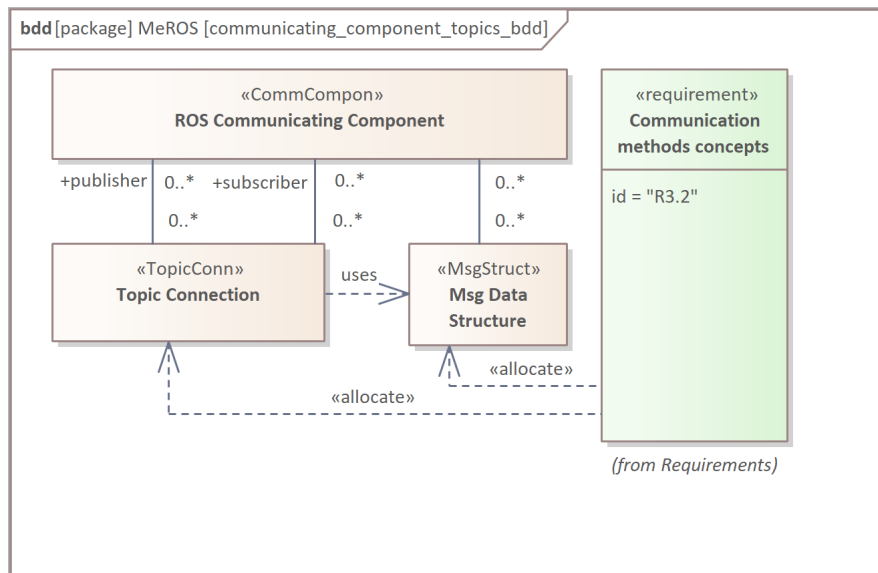 bdd [package] MeROS [communicating_component_topics_bdd]
«CommCompon»
ROS Communicating Component
«requirement»
Communication
methods concepts
id = "R3.2"
+publisher
0..*
+subscriber
0..*
0..*
0..*
0..*
0..*
«TopicConn»
Topic Connection
uses
«MsgStruct»
Msg Data
Structure
«allocate»
«allocate»
(from Requirements)